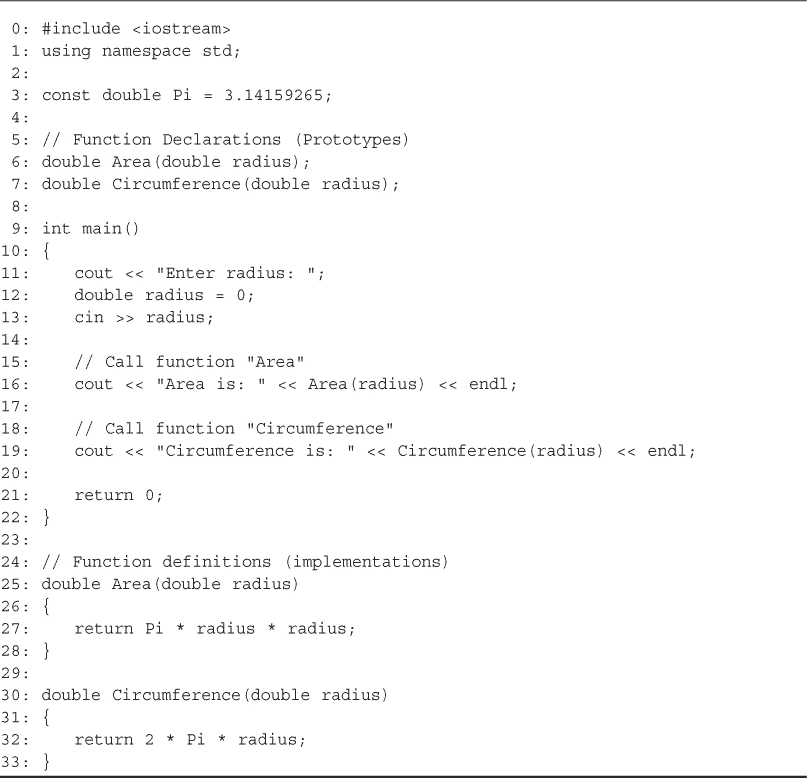 0: #include <iostream>
1: using namespace std;
2:
3: const double Pi = 3.14159265;
4:
5: // Function Declarations (Prototypes)
6: double Area(double radius);
7: double Circumference(double radius);
8:
9: int main()
10: {
11:    cout << "Enter radius: ";
12:    double radius = 0;
13:    cin >> radius;
14:
15:    // Call function "Area"
16:    cout << "Area is: " << Area(radius) << endl;
17:
18:    // Call function "Circumference"
19:    cout << "Circumference is: " << Circumference(radius) << endl;
20:
21:    return 0;
22: }
23:
24: // Function definitions (implementations)
25: double Area(double radius)
26: {
27:    return Pi * radius * radius;
28: }
29:
30: double Circumference(double radius)
31: {
32:    return 2 * Pi * radius;
33: }